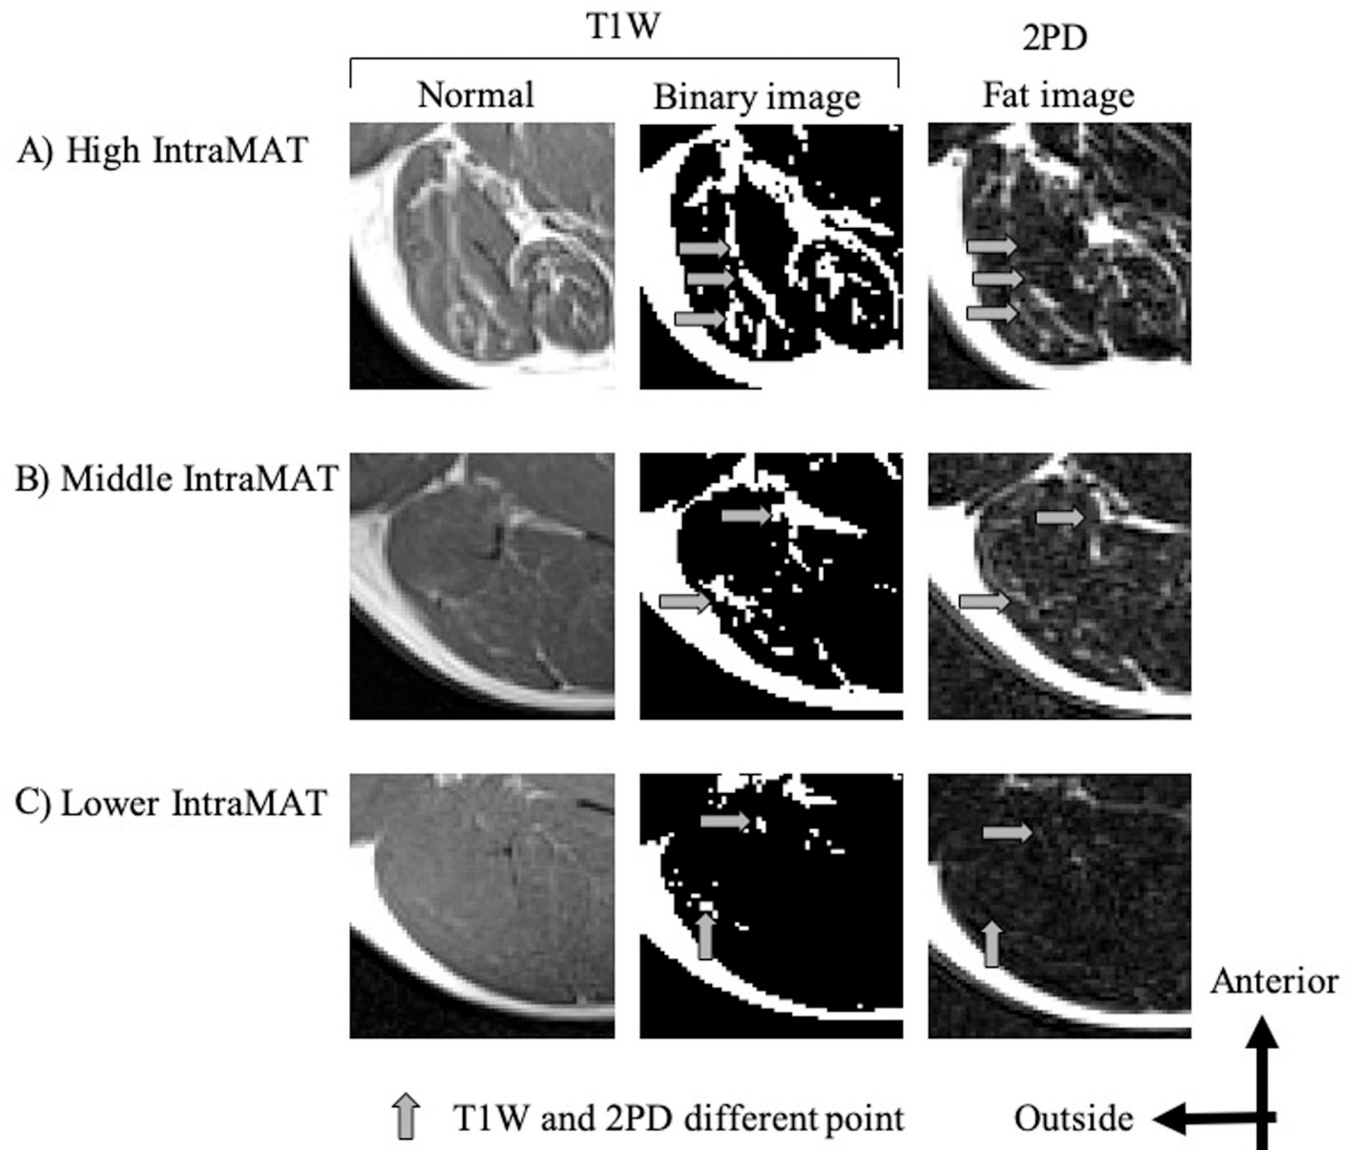 T1W
2PD
Normal
Binary image
Fat image
A) High IntraMAT
B) Middle IntraMAT
C) Lower IntraMAT
Anterior
T1W and 2PD different point
Outside